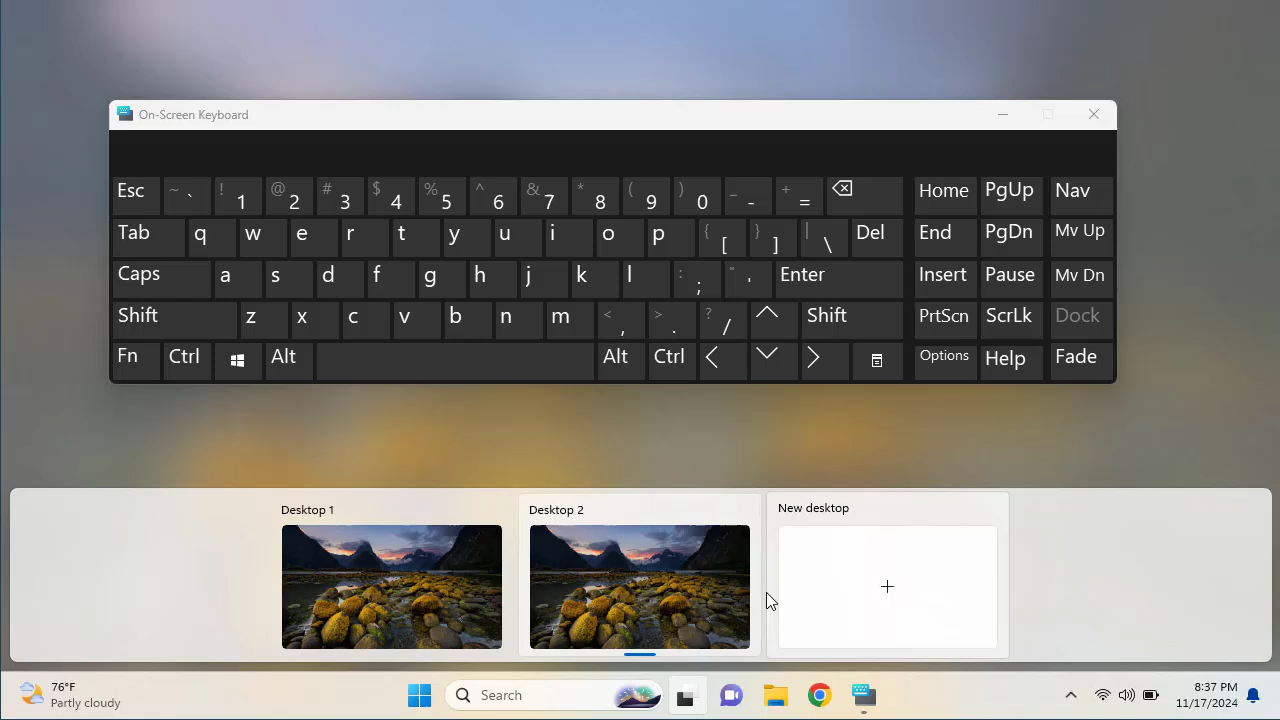 On-Screen Keyboard
Esc ~ ` ! 1 @ 2 # 3 $ 4 % 5 ^ 6 & 7 * 8 ( 9 ) 0 _ - + = Home PgUp Nav
Tab q w e r t y u i o p { [ } ] | \ Del End PgDn Mv Up
Caps a s d f g h j k l : ; " ' Enter Insert Pause Mv Dn
Shift z x c v b n m < , > . ? / Shift PrtScn ScrLk Dock
Fn Ctrl Alt Alt Ctrl Options Help Fade
Desktop 1 Desktop 2 New desktop
76°F
Partly cloudy
Search
8:37 PM
11/17/2024